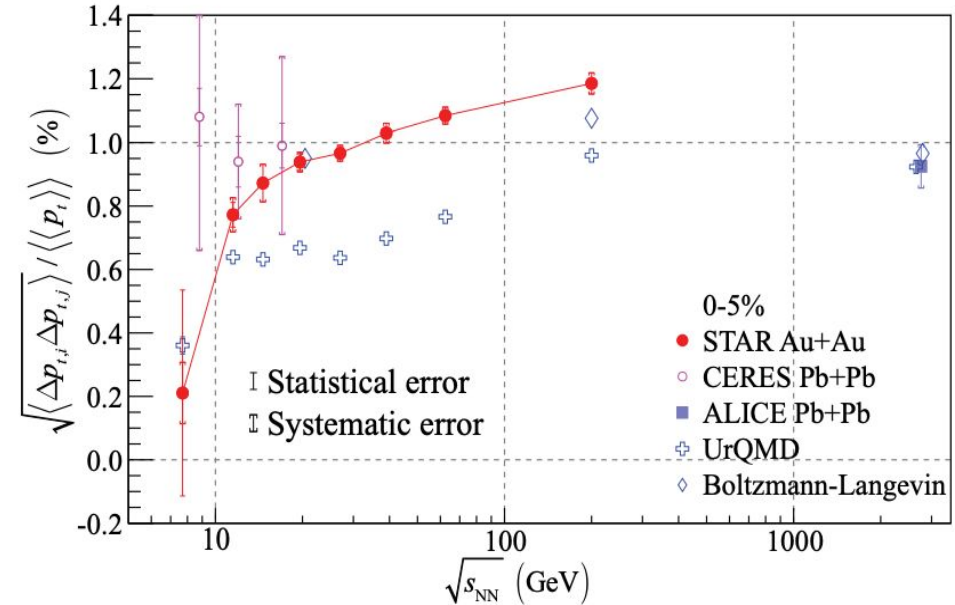 √⟨Δp_{t,i}Δp_{t,j}⟩/⟨⟨p_t⟩⟩ (%)
1.4
1.2
1.0
0.8
0.6
0.4
0.2
0.0
-0.2
Statistical error
Systematic error
0-5%
STAR Au+Au
CERES Pb+Pb
ALICE Pb+Pb
UrQMD
Boltzmann-Langevin
10 100 1000
√s_{NN} (GeV)